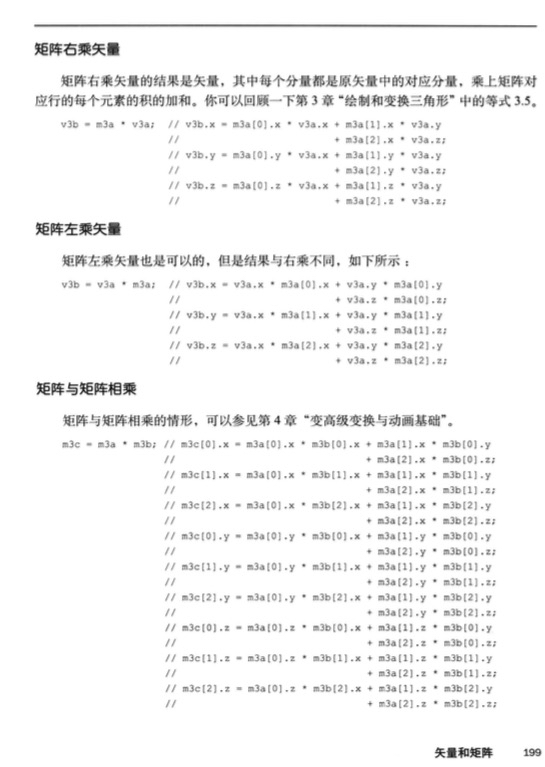 矩阵右乘矢量
矩阵右乘矢量的结果是矢量，其中每个分量都是原矢量中的对应分量，乘上矩阵对
应行的每个元素的积的加和。你可以回顾一下第 3 章“绘制和变换三角形”中的等式 3.5。
v3b = m3a * v3a; // v3b.x = m3a[0].x * v3a.x + m3a[1].x * v3a.y
// + m3a[2].x * v3a.z;
// v3b.y = m3a[0].y * v3a.x + m3a[1].y * v3a.y
// + m3a[2].y * v3a.z;
// v3b.z = m3a[0].z * v3a.x + m3a[1].z * v3a.y
// + m3a[2].z * v3a.z;
矩阵左乘矢量
矩阵左乘矢量也是可以的，但是结果与右乘不同，如下所示：
v3b = v3a * m3a; // v3b.x = v3a.x * m3a[0].x + v3a.y * m3a[0].y
// + v3a.z * m3a[0].z;
// v3b.y = v3a.x * m3a[1].x + v3a.y * m3a[1].y
// + v3a.z * m3a[1].z;
// v3b.z = v3a.x * m3a[2].x + v3a.y * m3a[2].y
// + v3a.z * m3a[2].z;
矩阵与矩阵相乘
矩阵与矩阵相乘的情形，可以参见第 4 章“变高级变换与动画基础”。
m3c = m3a * m3b; // m3c[0].x = m3a[0].x * m3b[0].x + m3a[1].x * m3b[0].y
// + m3a[2].x * m3b[0].z;
// m3c[1].x = m3a[0].x * m3b[1].x + m3a[1].x * m3b[1].y
// + m3a[2].x * m3b[1].z;
// m3c[2].x = m3a[0].x * m3b[2].x + m3a[1].x * m3b[2].y
// + m3a[2].x * m3b[2].z;
// m3c[0].y = m3a[0].y * m3b[0].x + m3a[1].y * m3b[0].y
// + m3a[2].y * m3b[0].z;
// m3c[1].y = m3a[0].y * m3b[1].x + m3a[1].y * m3b[1].y
// + m3a[2].y * m3b[1].z;
// m3c[2].y = m3a[0].y * m3b[2].x + m3a[1].y * m3b[2].y
// + m3a[2].y * m3b[2].z;
// m3c[0].z = m3a[0].z * m3b[0].x + m3a[1].z * m3b[0].y
// + m3a[2].z * m3b[0].z;
// m3c[1].z = m3a[0].z * m3b[1].x + m3a[1].z * m3b[1].y
// + m3a[2].z * m3b[1].z;
// m3c[2].z = m3a[0].z * m3b[2].x + m3a[1].z * m3b[2].y
// + m3a[2].z * m3b[2].z;
矢量和矩阵 199